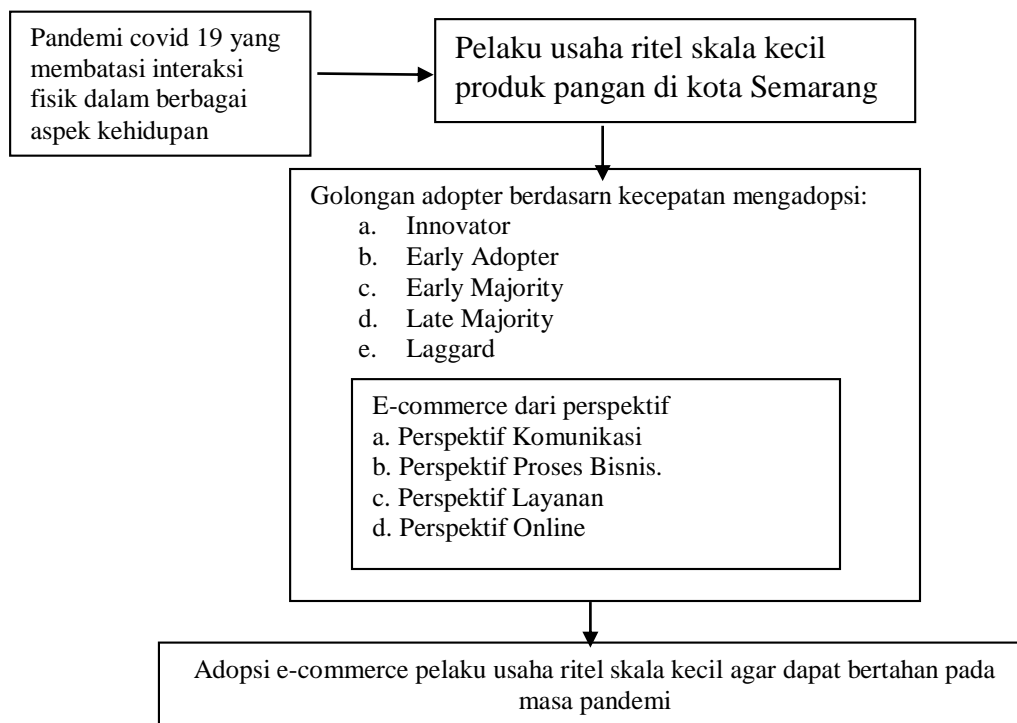 Pandemi covid 19 yang
membatasi interaksi
fisik dalam berbagai
aspek kehidupan
Pelaku usaha ritel skala kecil
produk pangan di kota Semarang
Golongan adopter berdasarn kecepatan mengadopsi:
a. Innovator
b. Early Adopter
c. Early Majority
d. Late Majority
e. Laggard
E-commerce dari perspektif
a. Perspektif Komunikasi
b. Perspektif Proses Bisnis.
c. Perspektif Layanan
d. Perspektif Online
Adopsi e-commerce pelaku usaha ritel skala kecil agar dapat bertahan pada
masa pandemi